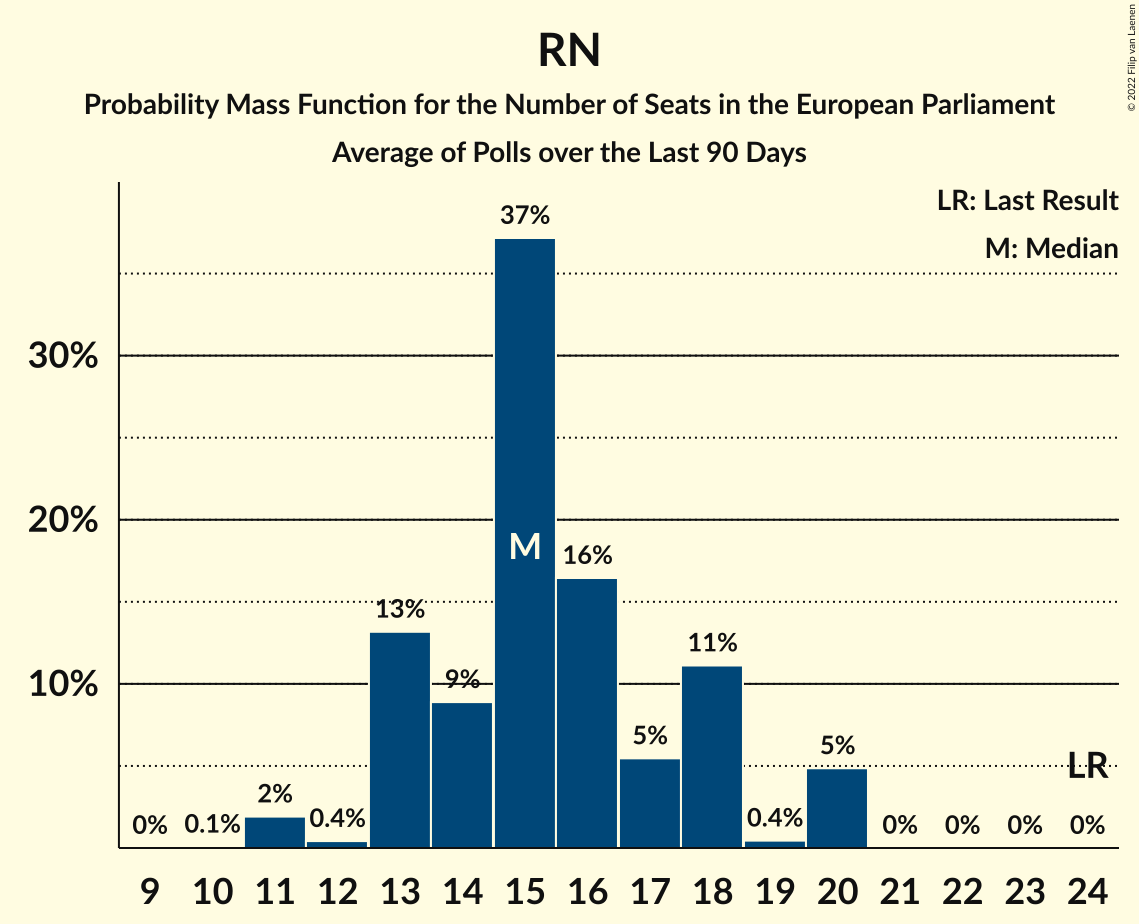 RN
Probability Mass Function for the Number of Seats in the European Parliament
Average of Polls over the Last 90 Days
© 2022 Filip van Laenen
LR: Last Result
M: Median
30%
20%
10%
0%
0.1%
2%
0.4%
13%
9%
37%
M
16%
5%
11%
0.4%
5%
0%
0%
0%
0%
LR
9 10 11 12 13 14 15 16 17 18 19 20 21 22 23 24